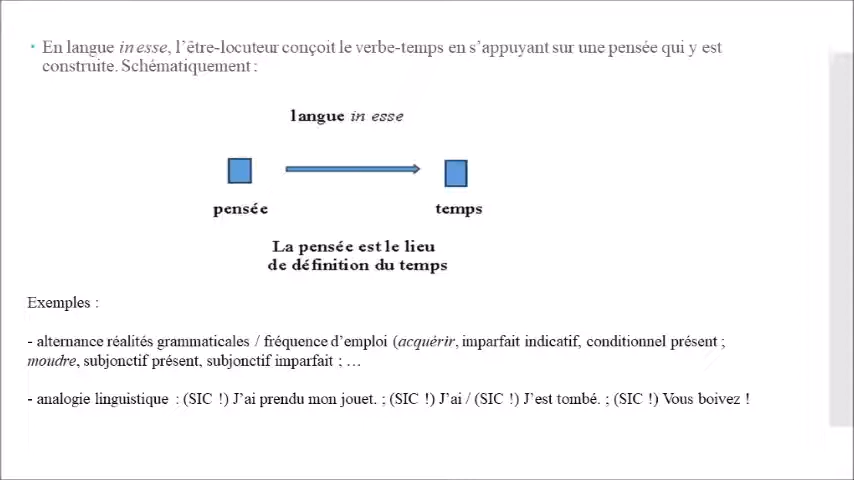 • En langue in esse, l'être-locuteur conçoit le verbe-temps en s'appuyant sur une pensée qui y est
construite. Schématiquement :
langue in esse
pensée
temps
La pensée est le lieu
de définition du temps
Exemples :
- alternance réalités grammaticales / fréquence d'emploi (acquérir, imparfait indicatif, conditionnel présent ;
moudre, subjonctif présent, subjonctif imparfait ; …
- analogie linguistique : (SIC !) J'ai prendu mon jouet. ; (SIC !) J'ai / (SIC !) J'est tombé. ; (SIC !) Vous boivez !